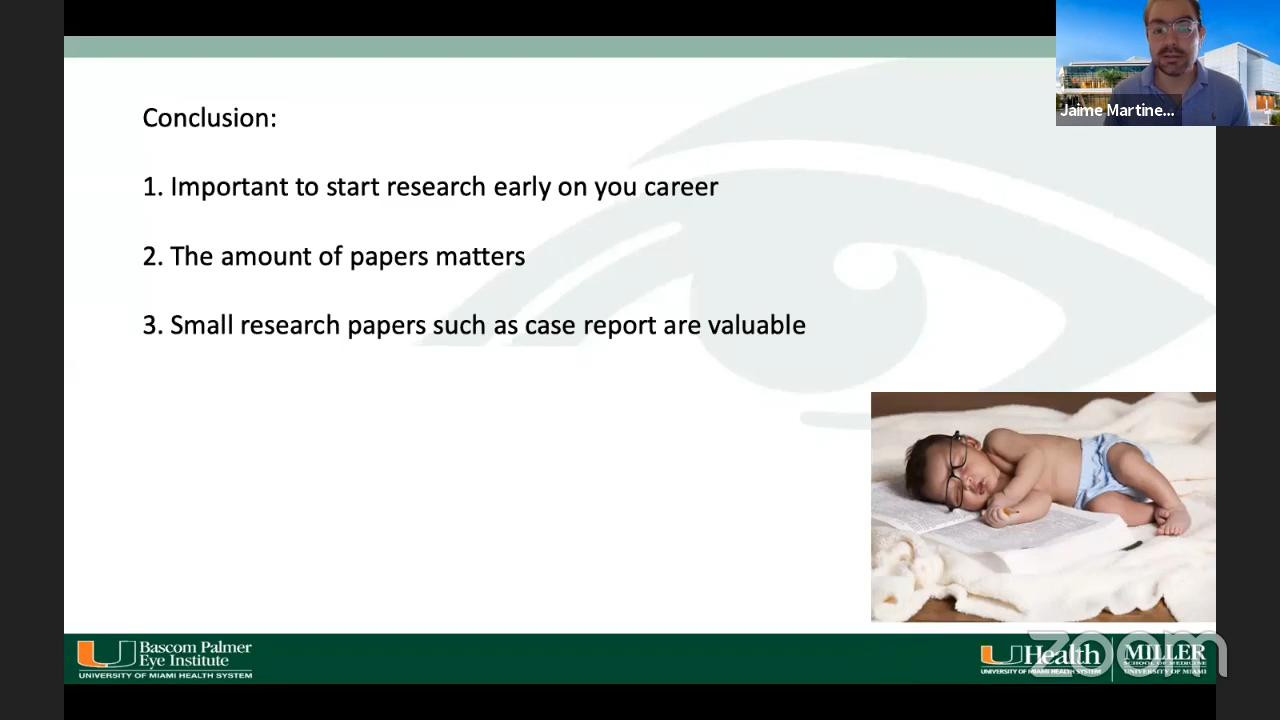 Jaime Martine...
Conclusion:
1. Important to start research early on you career
2. The amount of papers matters
3. Small research papers such as case report are valuable
Bascom Palmer
Eye Institute
UNIVERSITY OF MIAMI HEALTH SYSTEM
UHealth
UNIVERSITY OF MIAMI HEALTH SYSTEM
MILLER
SCHOOL OF MEDICINE
UNIVERSITY OF MIAMI
zoom